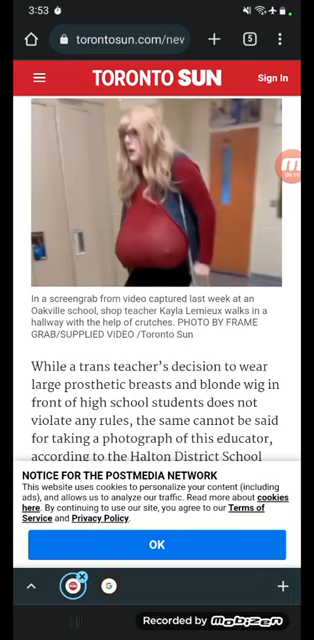 3:53
torontosun.com/nev
5
TORONTO SUN
Sign In
In a screengrab from video captured last week at an
Oakville school, shop teacher Kayla Lemieux walks in a
hallway with the help of crutches. PHOTO BY FRAME
GRAB/SUPPLIED VIDEO /Toronto Sun
While a trans teacher's decision to wear
large prosthetic breasts and blonde wig in
front of high school students does not
violate any rules, the same cannot be said
for taking a photograph of this educator,
according to the Halton District School
NOTICE FOR THE POSTMEDIA NETWORK
This website uses cookies to personalize your content (including
ads), and allows us to analyze our traffic. Read more about cookies
here. By continuing to use our site, you agree to our Terms of
Service and Privacy Policy.
OK
Recorded by Mobizen